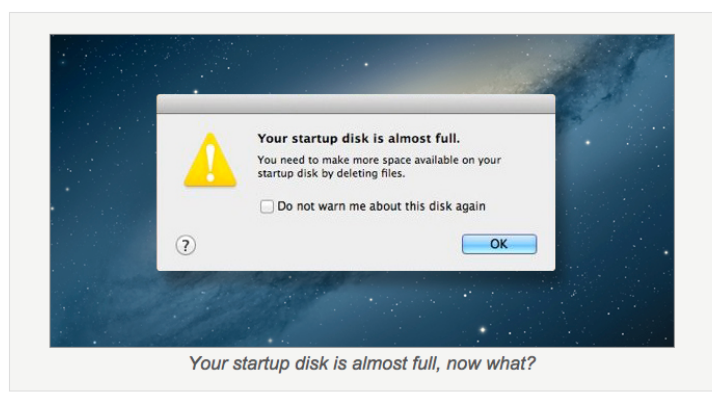 Your startup disk is almost full.
You need to make more space available on your
startup disk by deleting files.
Do not warn me about this disk again
?
OK
Your startup disk is almost full, now what?